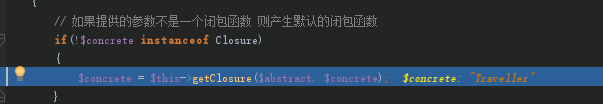 {
// 如果提供的参数不是一个闭包函数 则产生默认的闭包函数
if(!$concrete instanceof Closure)
{
$concrete = $this->getClosure($abstract, $concrete); $concrete: "Traveller"
}